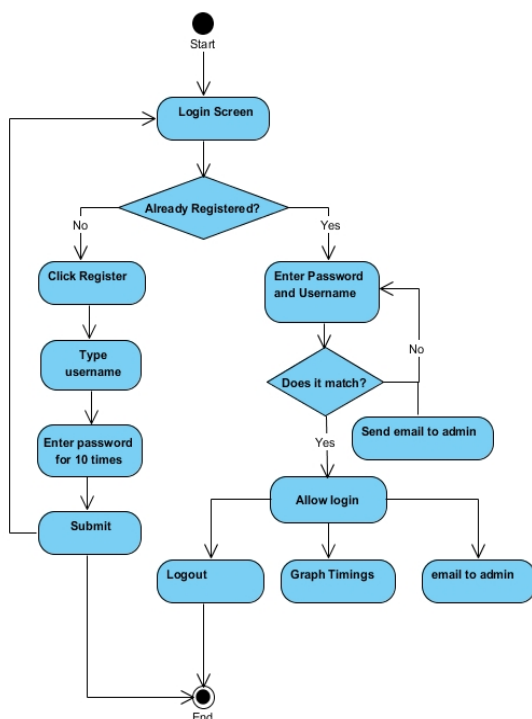 Start
Login Screen
Already Registered?
No
Yes
Click Register
Enter Password
and Username
Type
username
No
Does it match?
Enter password
for 10 times
Send email to admin
Yes
Allow login
Submit
Logout
Graph Timings
email to admin
End